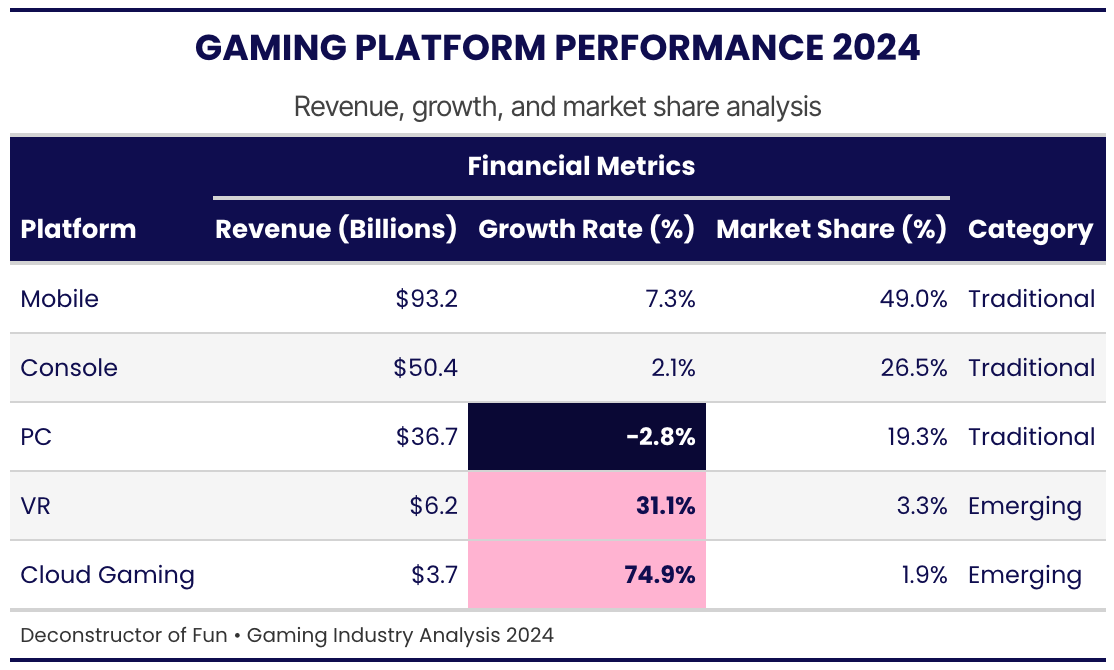 GAMING PLATFORM PERFORMANCE 2024
Revenue, growth, and market share analysis
Financial Metrics
Platform Revenue (Billions) Growth Rate (%) Market Share (%) Category
Mobile $93.2 7.3% 49.0% Traditional
Console $50.4 2.1% 26.5% Traditional
PC $36.7 −2.8% 19.3% Traditional
VR $6.2 31.1% 3.3% Emerging
Cloud Gaming $3.7 74.9% 1.9% Emerging
Deconstructor of Fun • Gaming Industry Analysis 2024